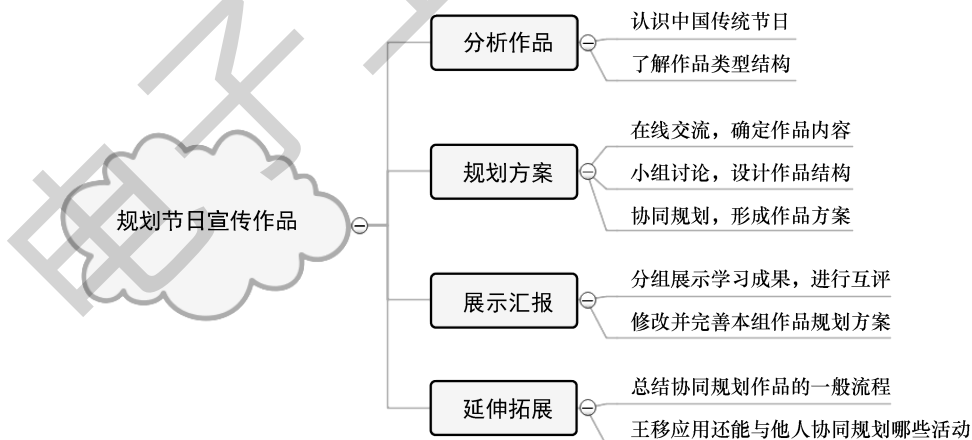 规划节日宣传作品
分析作品
认识中国传统节日
了解作品类型结构
规划方案
在线交流，确定作品内容
小组讨论，设计作品结构
协同规划，形成作品方案
展示汇报
分组展示学习成果，进行互评
修改并完善本组作品规划方案
延伸拓展
总结协同规划作品的一般流程
王移应用还能与他人协同规划哪些活动
电子